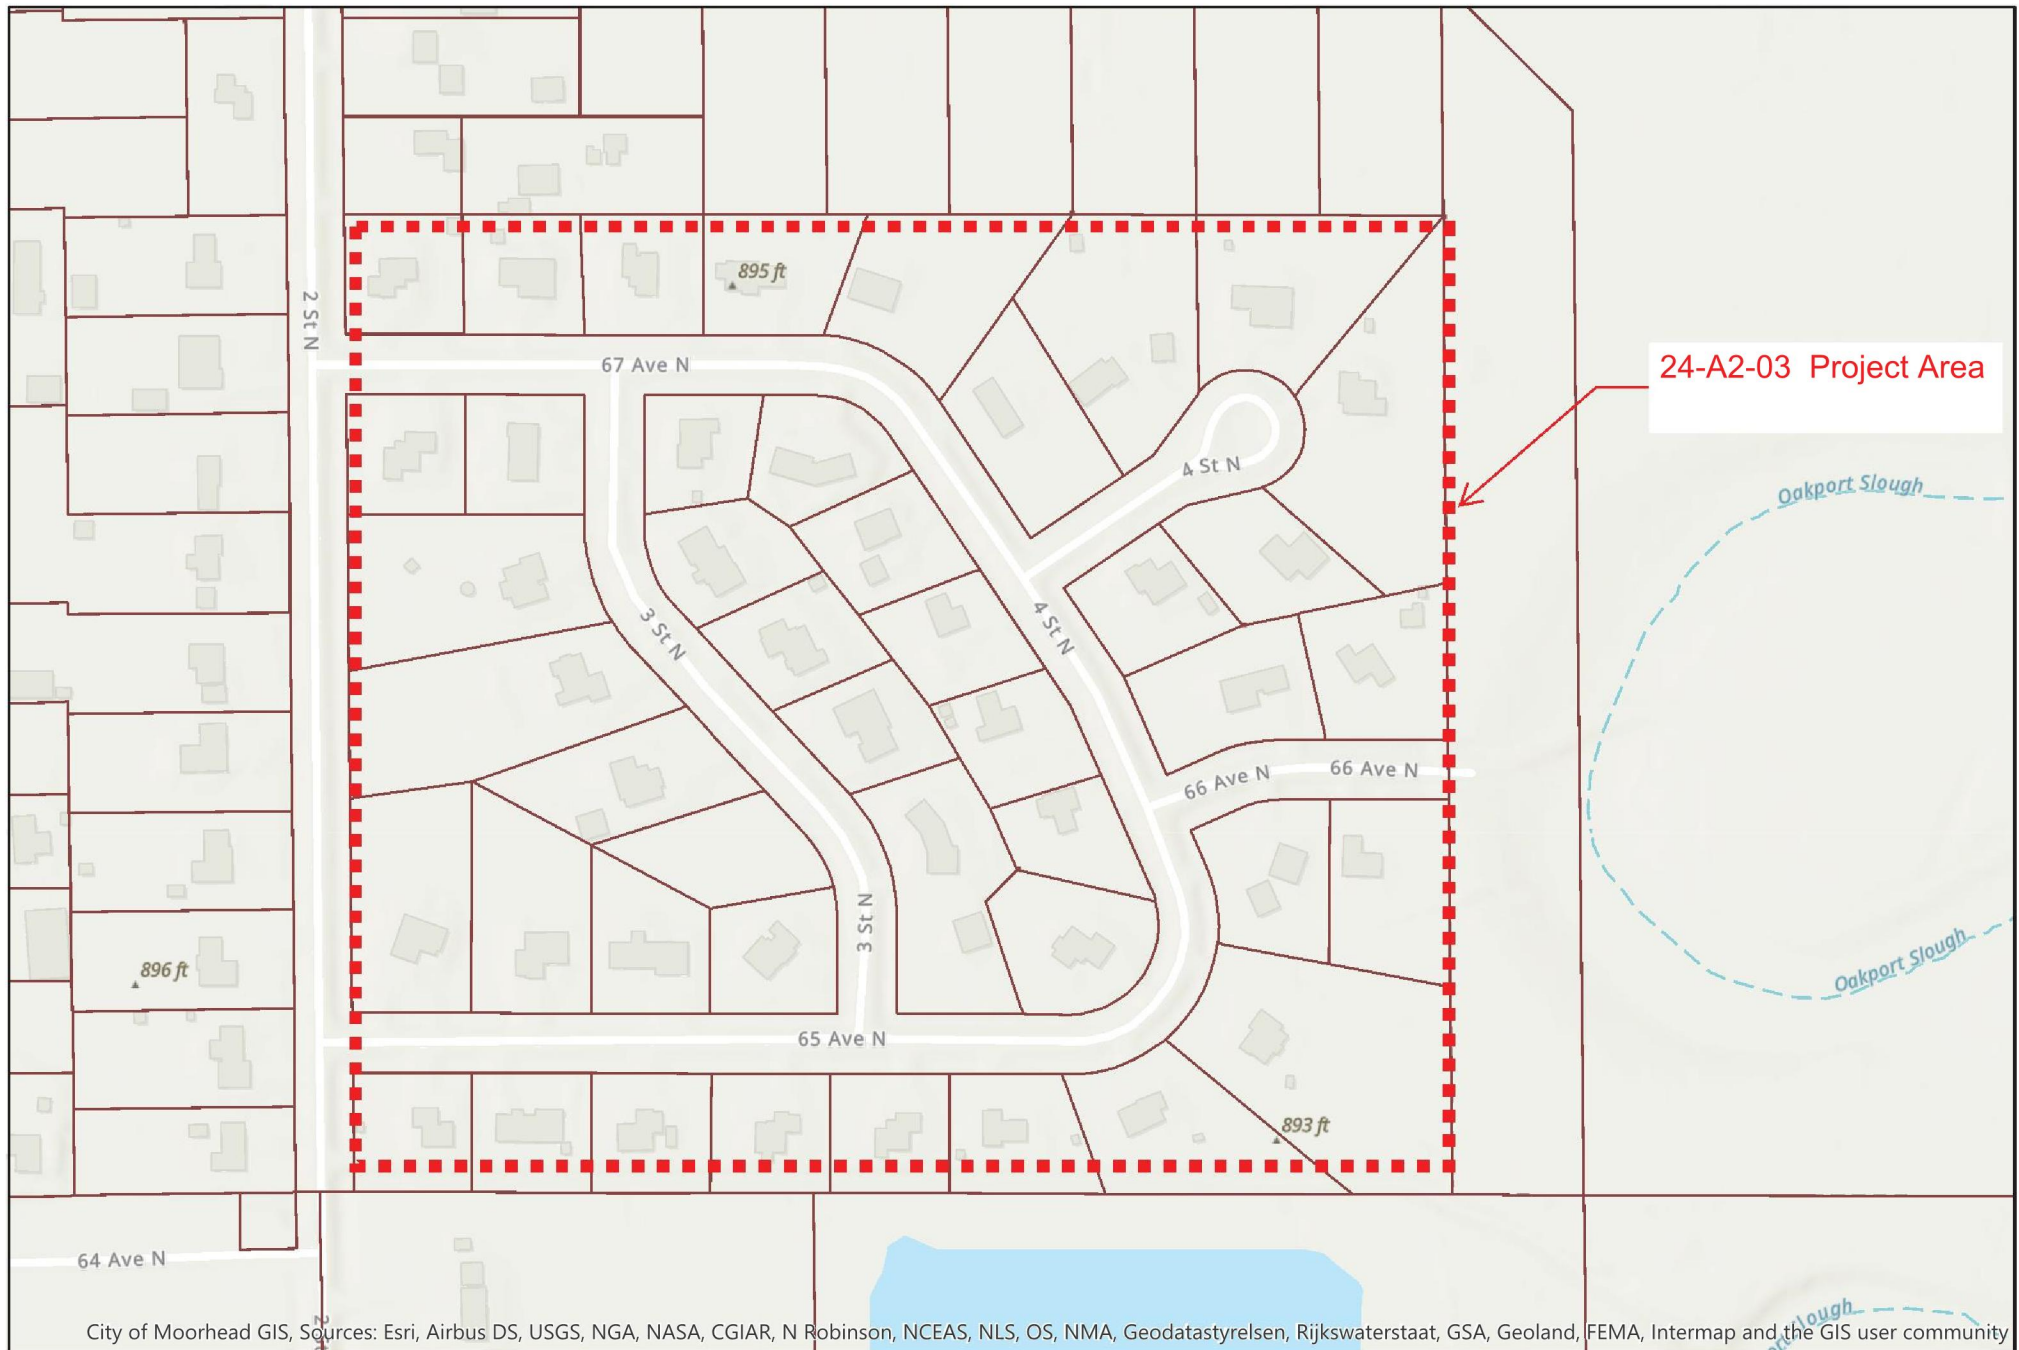 895 ft
2 St N
67 Ave N
24-A2-03 Project Area
4 St N
Oakport Slough
3 St N
4 St N
66 Ave N
66 Ave N
3 St N
Oakport Slough
896 ft
65 Ave N
893 ft
64 Ave N
City of Moorhead GIS, Sources: Esri, Airbus DS, USGS, NGA, NASA, CGIAR, N Robinson, NCEAS, NLS, OS, NMA, Geodatastyrelsen, Rijkswaterstaat, GSA, Geoland, FEMA, Intermap and the GIS user community